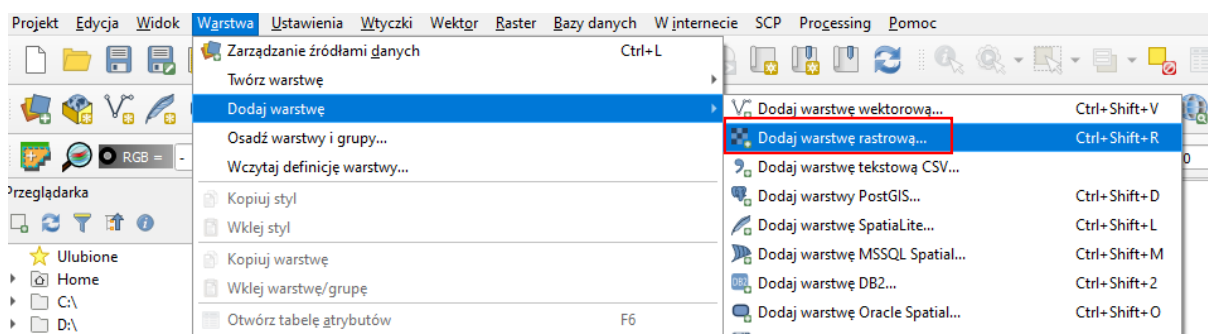 Projekt Edycja Widok Warstwa Ustawienia Wtyczki Wektor Raster Bazy danych W internecie SCP Processing Pomoc
Zarządzanie źródłami danych Ctrl+L
Twórz warstwę
Dodaj warstwę
Osadź warstwy i grupy...
Wczytaj definicję warstwy...
Kopiuj styl
Wklej styl
Kopiuj warstwę
Wklej warstwę/grupę
Otwórz tabelę atrybutów F6
Dodaj warstwę wektorową... Ctrl+Shift+V
Dodaj warstwę rastrową... Ctrl+Shift+R
Dodaj warstwę tekstową CSV...
Dodaj warstwy PostGIS... Ctrl+Shift+D
Dodaj warstwę SpatiaLite... Ctrl+Shift+L
Dodaj warstwę MSSQL Spatial... Ctrl+Shift+M
DB2 Dodaj warstwę DB2... Ctrl+Shift+2
Dodaj warstwę Oracle Spatial... Ctrl+Shift+O
RGB = -
0
Przeglądarka
Ulubione
Home
C:\
D:\